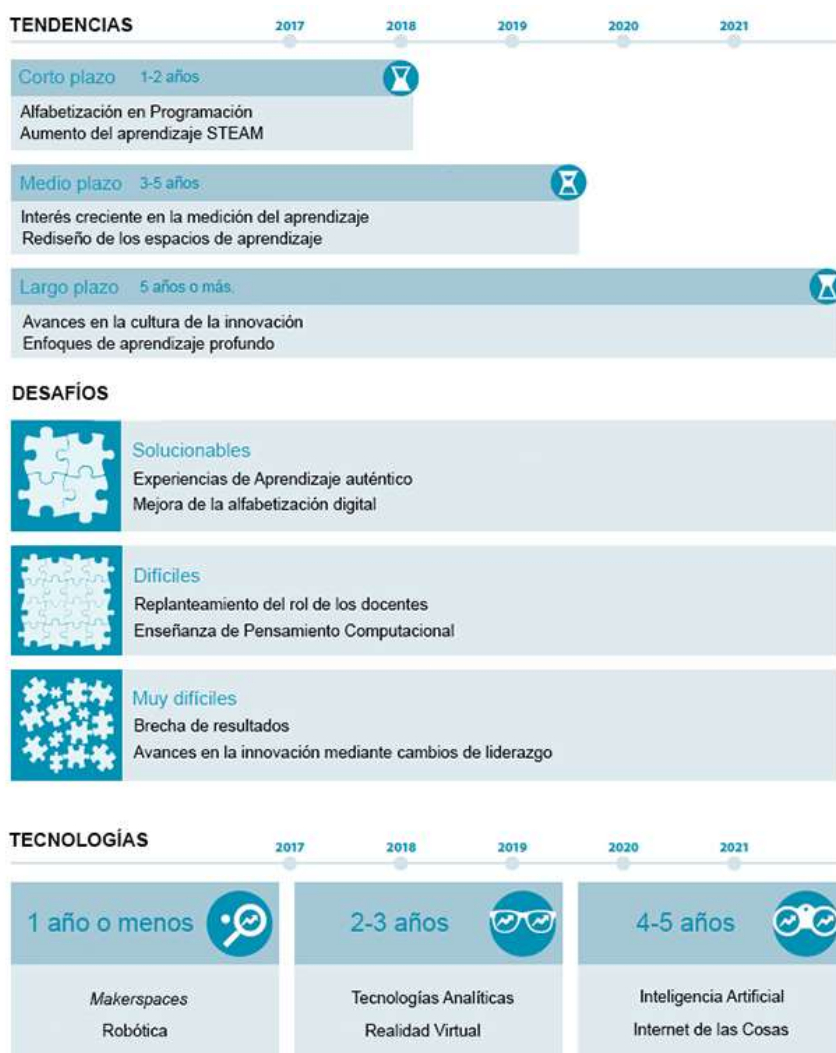 TENDENCIAS
2017 2018 2019 2020 2021
Corto plazo 1-2 años
Alfabetización en Programación
Aumento del aprendizaje STEAM
Medio plazo 3-5 años
Interés creciente en la medición del aprendizaje
Rediseño de los espacios de aprendizaje
Largo plazo 5 años o más.
Avances en la cultura de la innovación
Enfoques de aprendizaje profundo
DESAFÍOS
Solucionables
Experiencias de Aprendizaje auténtico
Mejora de la alfabetización digital
Difíciles
Replanteamiento del rol de los docentes
Enseñanza de Pensamiento Computacional
Muy difíciles
Brecha de resultados
Avances en la innovación mediante cambios de liderazgo
TECNOLOGÍAS
2017 2018 2019 2020 2021
1 año o menos
Makerspaces
Robótica
2-3 años
Tecnologías Analíticas
Realidad Virtual
4-5 años
Inteligencia Artificial
Internet de las Cosas